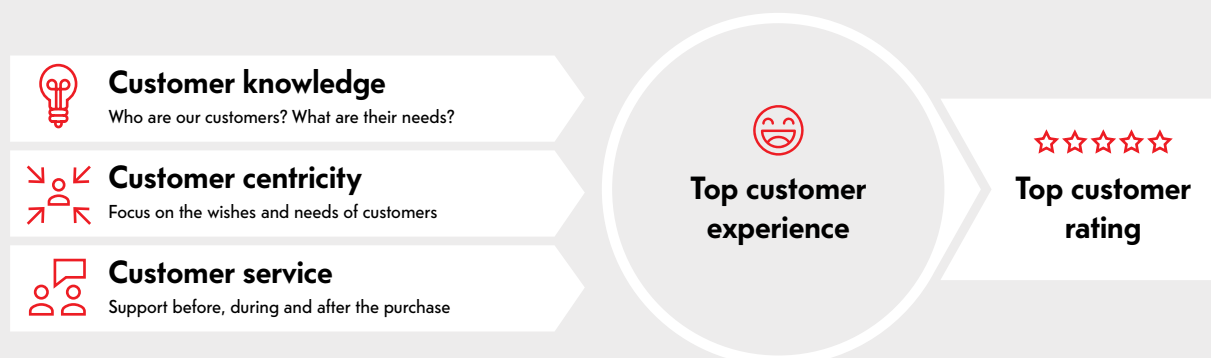 Customer knowledge
Who are our customers? What are their needs?
Customer centricity
Focus on the wishes and needs of customers
Customer service
Support before, during and after the purchase
Top customer
experience
Top customer
rating